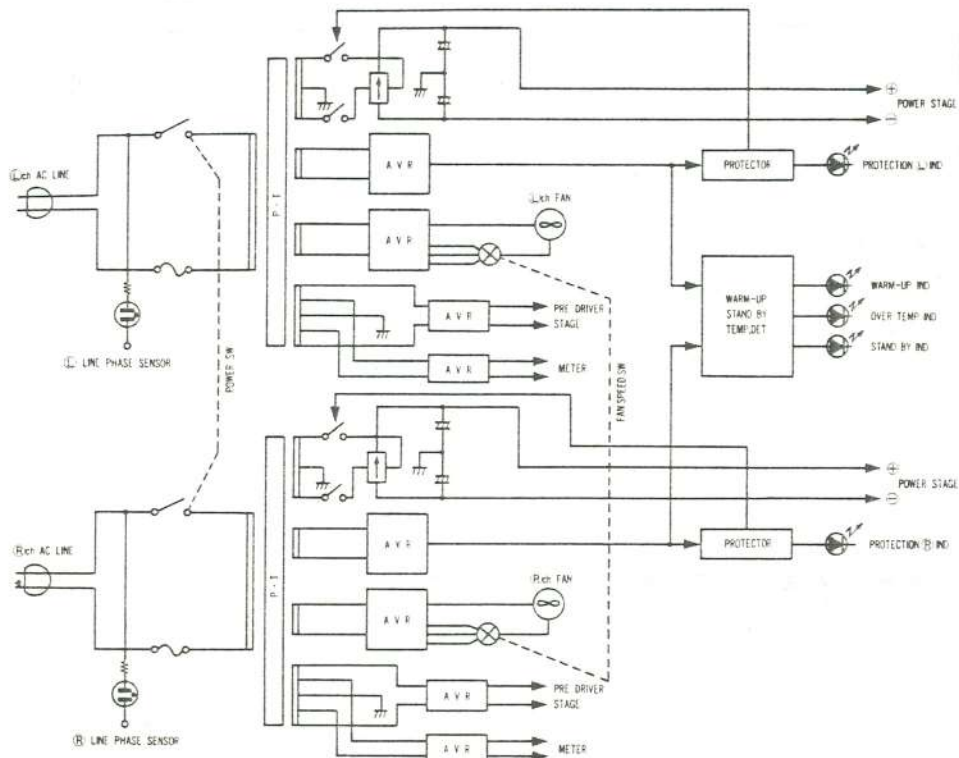 ⊕
POWER STAGE
⊖
Ⓛch AC LINE
P·T
A V R
PROTECTOR
PROTECTION Ⓛ IND
Ⓛch FAN
A V R
WARM-UP
STAND BY
TEMP.DET
WARM-UP IND
OVER TEMP IND
STAND BY IND
A V R
PRE DRIVER
STAGE
A V R
METER
Ⓛ LINE PHASE SENSOR
POWER SW
FAN SPEED SW
⊕
POWER STAGE
⊖
Ⓡch AC LINE
P·T
A V R
PROTECTOR
PROTECTION Ⓡ IND
Ⓡch FAN
A V R
A V R
PRE DRIVER
STAGE
A V R
METER
Ⓡ LINE PHASE SENSOR